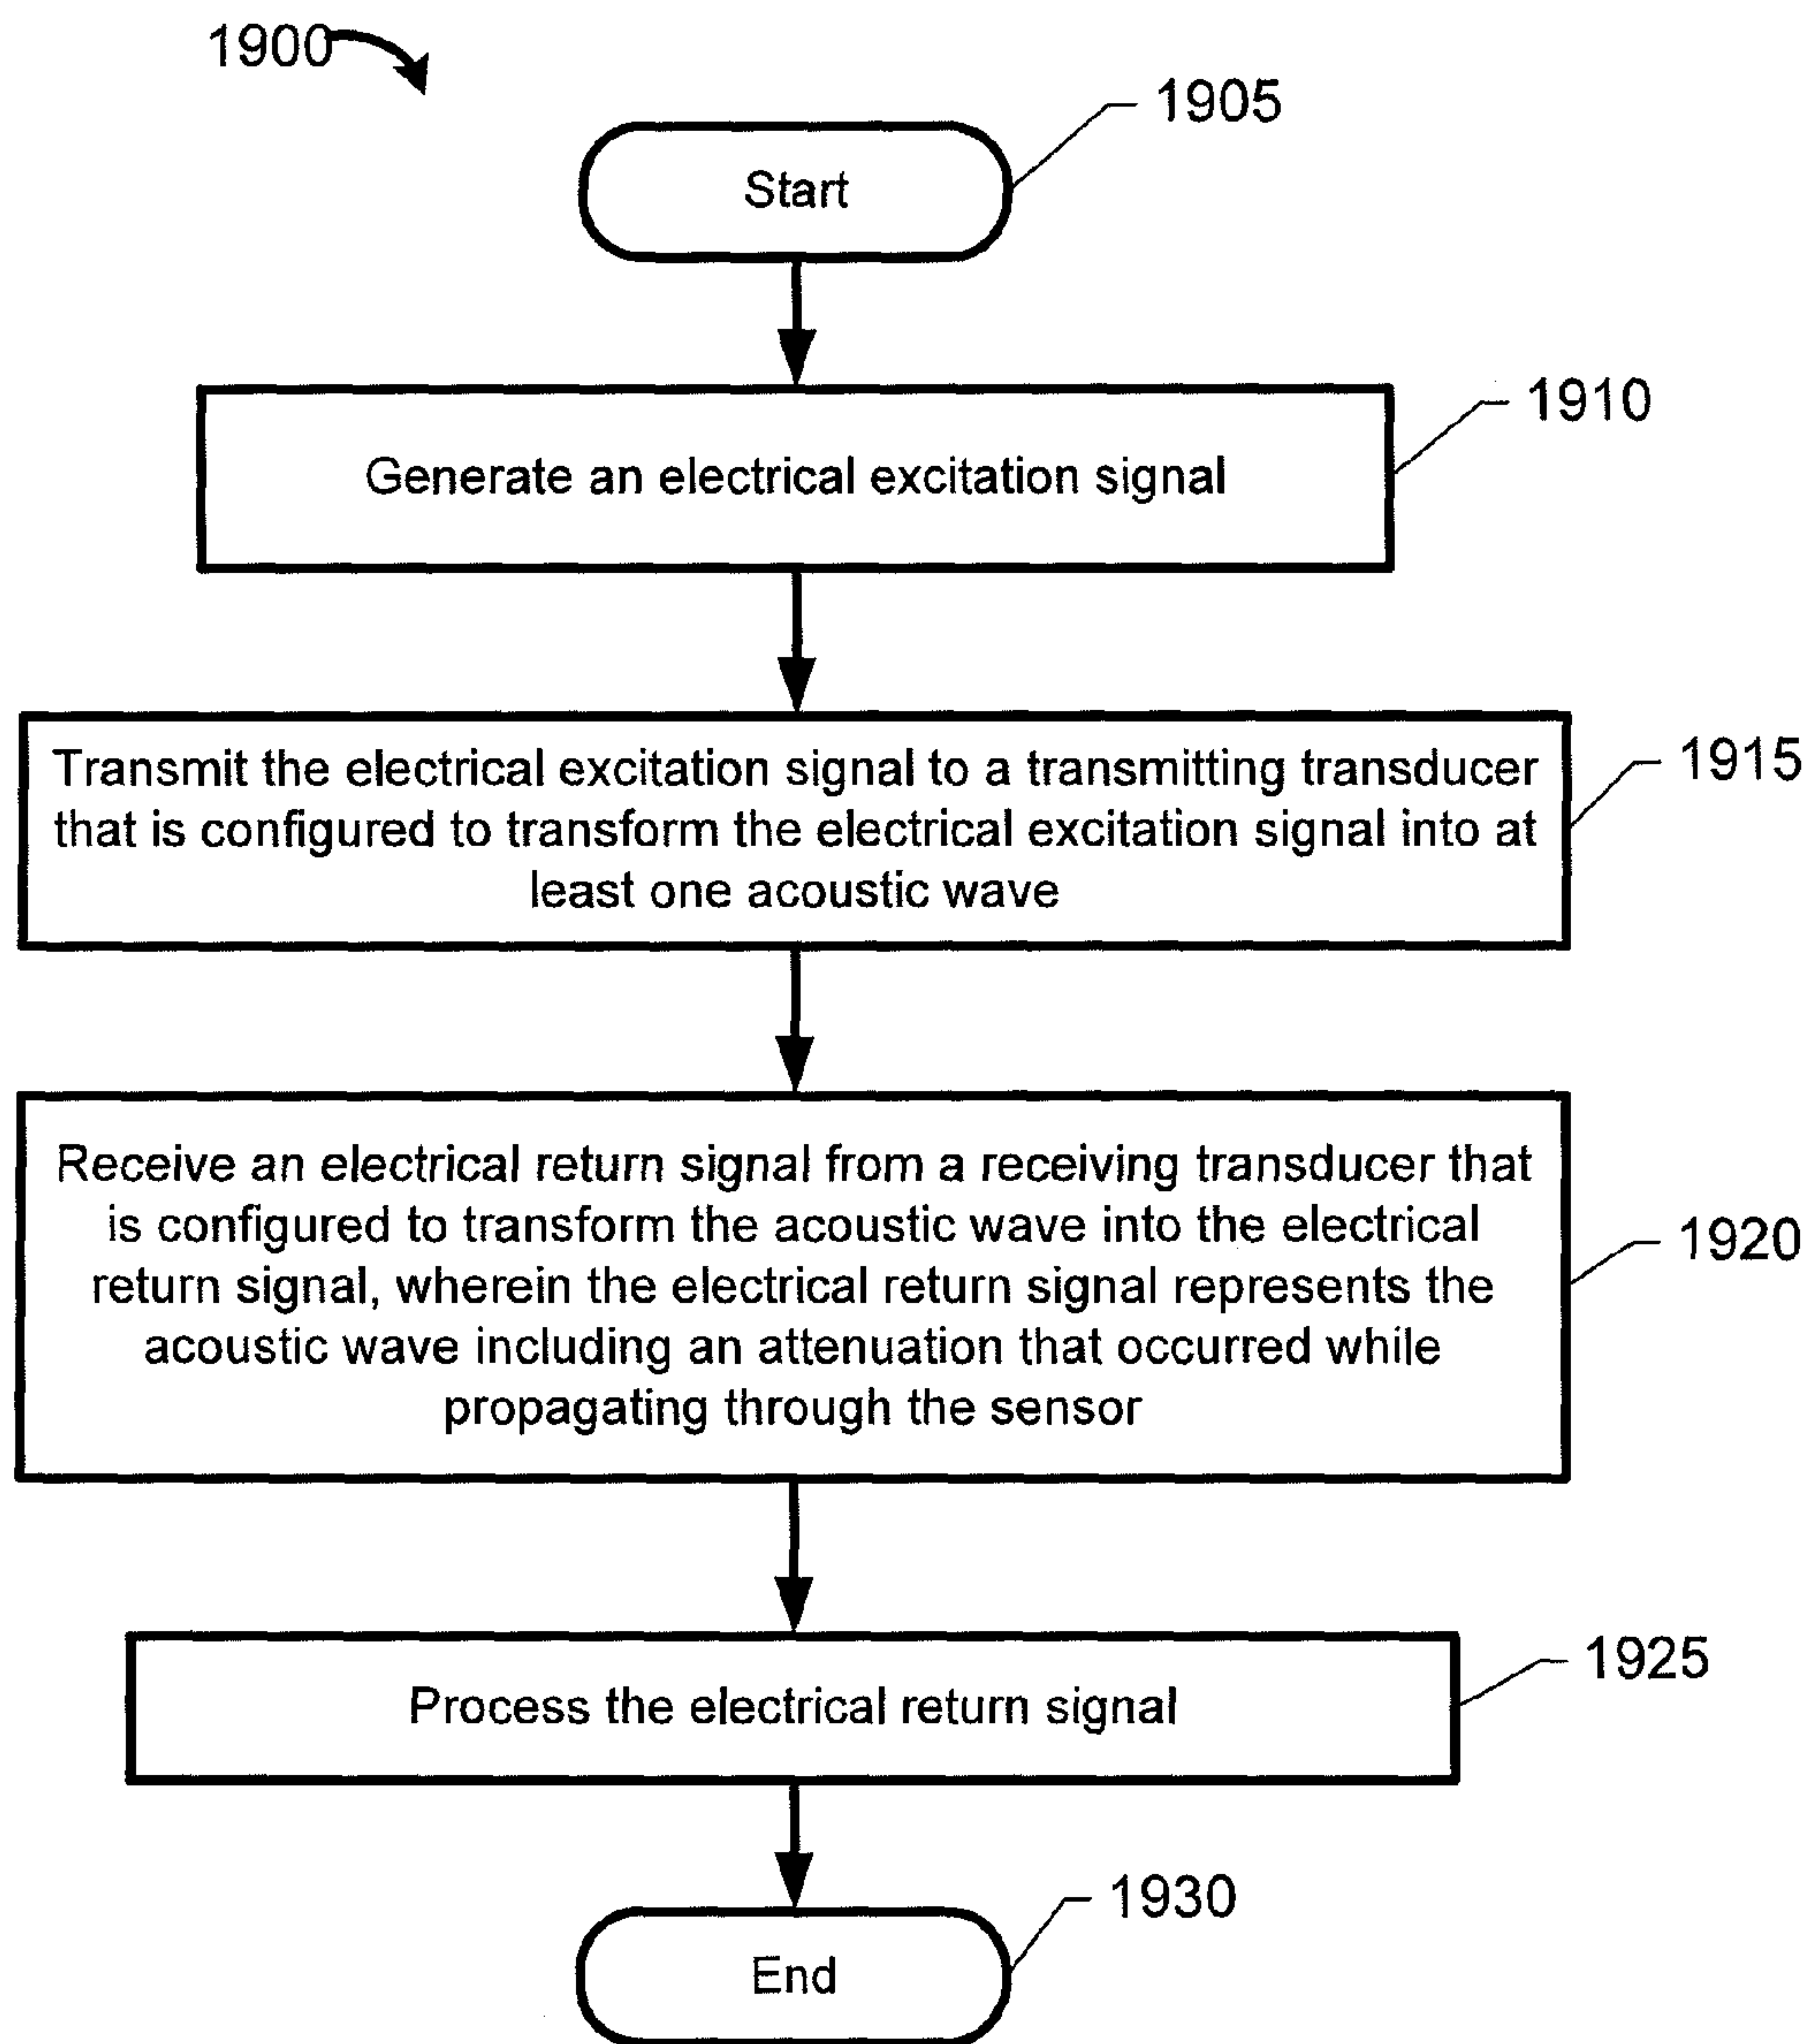 1900
1905
Start
1910
Generate an electrical excitation signal
1915
Transmit the electrical excitation signal to a transmitting transducer
that is configured to transform the electrical excitation signal into at
least one acoustic wave
1920
Receive an electrical return signal from a receiving transducer that
is configured to transform the acoustic wave into the electrical
return signal, wherein the electrical return signal represents the
acoustic wave including an attenuation that occurred while
propagating through the sensor
1925
Process the electrical return signal
1930
End